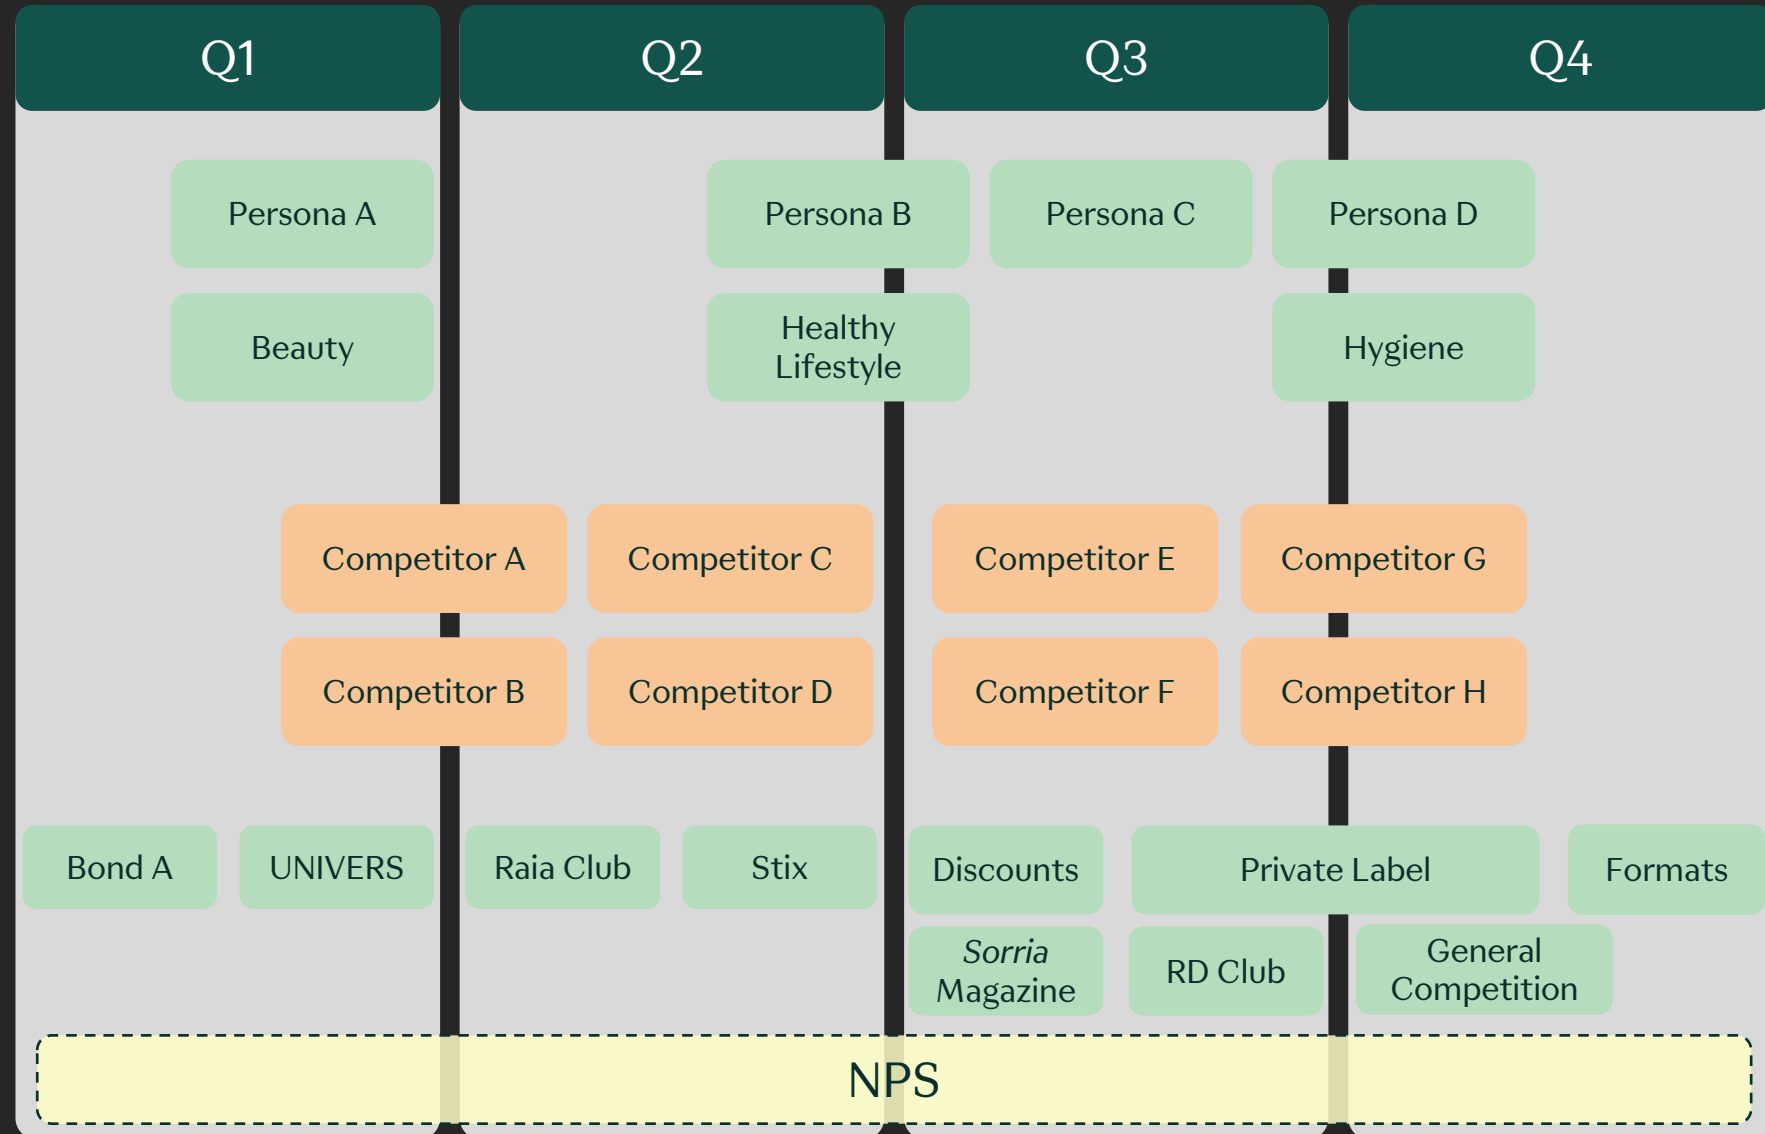 Q1
Q2
Q3
Q4
Persona A
Persona B
Persona C
Persona D
Beauty
Healthy
Lifestyle
Hygiene
Competitor A
Competitor C
Competitor E
Competitor G
Competitor B
Competitor D
Competitor F
Competitor H
Bond A
UNIVERS
Raia Club
Stix
Discounts
Private Label
Formats
Sorria
Magazine
RD Club
General
Competition
NPS